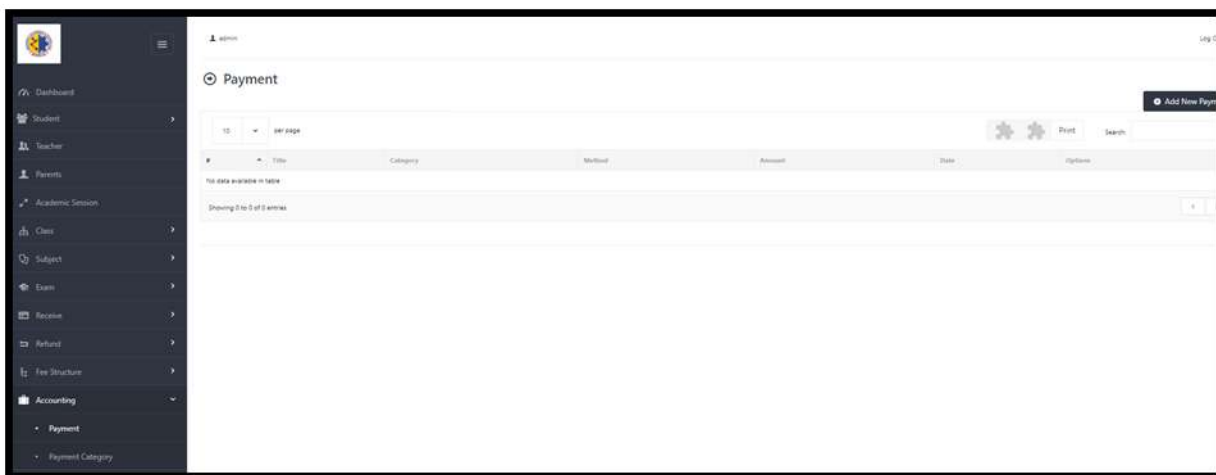 admin
Log O
Payment
Add New Paym
10 per page
Print Search:
# Title Category Method Amount Date Options
No data available in table
Showing 0 to 0 of 0 entries
Dashboard
Student
Teacher
Parents
Academic Session
Class
Subject
Exam
Receive
Refund
Fee Structure
Accounting
Payment
Payment Category